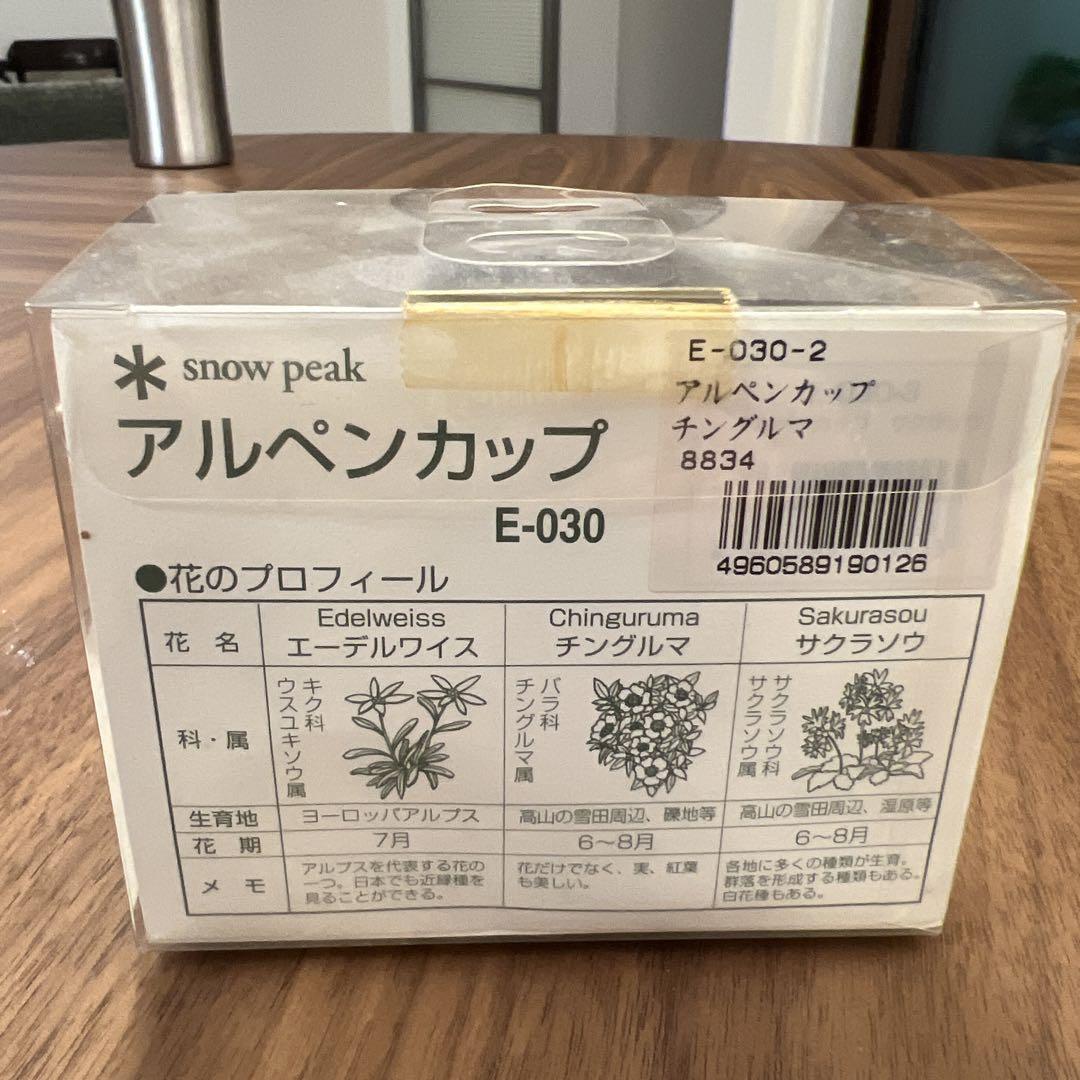 snow peak
アルペンカップ
E-030
E-030-2
アルペンカップ
チングルマ
8834
4960589190126
●花のプロフィール
花 名
Edelweiss
エーデルワイス
Chinguruma
チングルマ
Sakurasou
サクラソウ
科・属
キク科
ウスユキソウ属
バラ科
チングルマ属
サクラソウ科
サクラソウ属
生育地
ヨーロッパアルプス
高山の雪田周辺、礫地等
高山の雪田周辺、湿原等
花 期
7月
6〜8月
6〜8月
メ モ
アルプスを代表する花の
一つ。日本でも近縁種を
見ることができる。
花だけでなく、実、紅葉
も美しい。
各地に多くの種類が生育。
群落を形成する種類もある。
白花種もある。